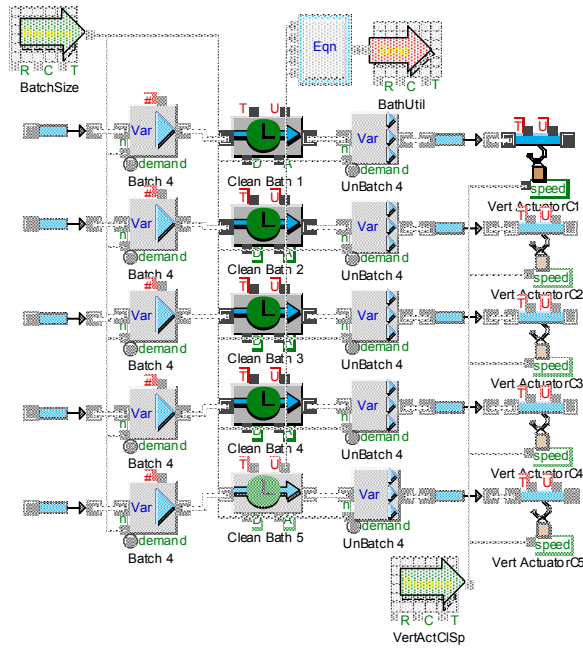 Receive
Eqn
Send
R C T
R C T
BatchSize
BathUtil
#
T U
T U
Var
Var
n
demand
D A
demand
speed
Batch 4
Clean Bath 1
UnBatch 4
Vert ActuatorC1
#
T U
T U
Var
Var
n
demand
D A
demand
speed
Batch 4
Clean Bath 2
UnBatch 4
Vert ActuatorC2
#
T U
T U
Var
Var
n
demand
D A
demand
speed
Batch 4
Clean Bath 3
UnBatch 4
Vert ActuatorC3
#
T U
T U
Var
Var
n
demand
D A
demand
speed
Batch 4
Clean Bath 4
UnBatch 4
Vert ActuatorC4
#
T U
T U
Var
Var
n
demand
D A
demand
speed
Batch 4
Clean Bath 5
UnBatch 4
Vert ActuatorC5
Receive
R C T
VertActClSp